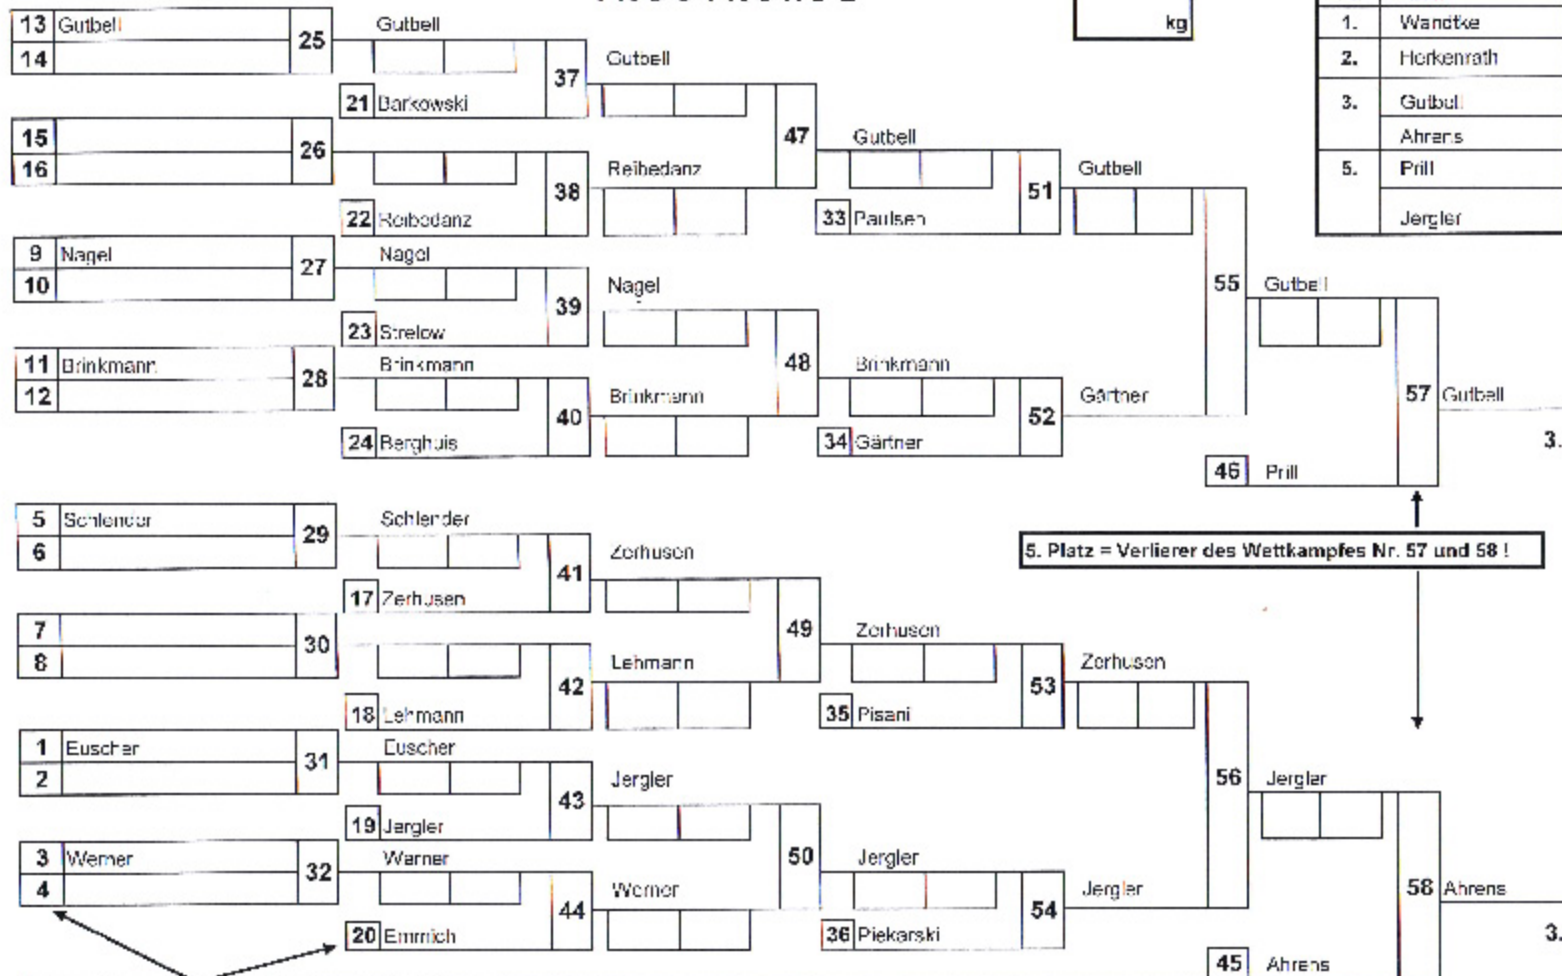 kg
1. Wandtke
2. Herkenrath
3. Gutbell
Ahrens
5. Prill
Jergler
13 Gutbell
14
25
Gutbell
21 Barkowski
37
Gutbell
15
16
26
22 Reibedanz
38
Reibedanz
47
Gutbell
33 Paulsen
51
Gutbell
9 Nagel
10
27
Nagel
23 Strelow
39
Nagel
11 Brinkmann
12
28
Brinkmann
24 Berghuis
40
Brinkmann
48
Brinkmann
34 Gärtner
52
Gärtner
55
Gutbell
46 Prill
57
Gutbell
3.
5. Platz = Verlierer des Wettkampfes Nr. 57 und 58 !
5 Schlender
6
29
Schlender
17 Zerhusen
41
Zerhusen
7
8
30
18 Lehmann
42
Lehmann
49
Zerhusen
35 Pisani
53
Zerhusen
1 Euscher
2
31
Euscher
19 Jergler
43
Jergler
3 Werner
4
32
Werner
20 Emmrich
44
Werner
50
Jergler
36 Piekarski
54
Jergler
56
Jergler
45 Ahrens
58
Ahrens
3.